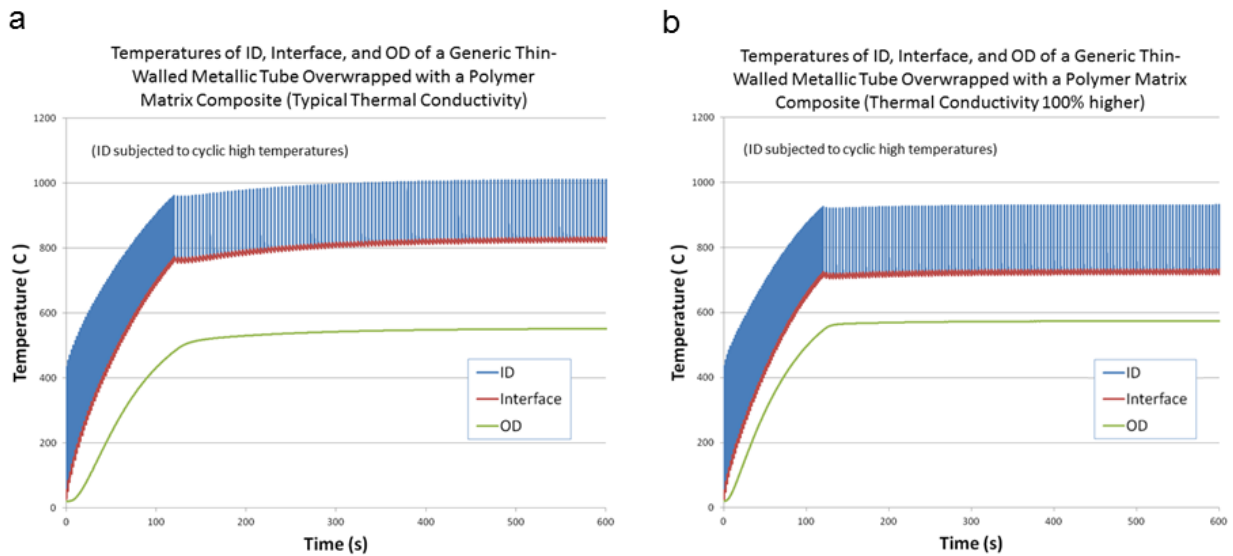 a
Temperatures of ID, Interface, and OD of a Generic Thin-
Walled Metallic Tube Overwrapped with a Polymer
Matrix Composite (Typical Thermal Conductivity)
1200
(ID subjected to cyclic high temperatures)
1000
800
600
400
200
0
Temperature ( C)
ID
Interface
OD
0 100 200 300 400 500 600
Time (s)
b
Temperatures of ID, Interface, and OD of a Generic Thin-
Walled Metallic Tube Overwrapped with a Polymer Matrix
Composite (Thermal Conductivity 100% higher)
1200
(ID subjected to cyclic high temperatures)
1000
800
600
400
200
0
Temperature ( C)
ID
Interface
OD
0 100 200 300 400 500 600
Time (s)